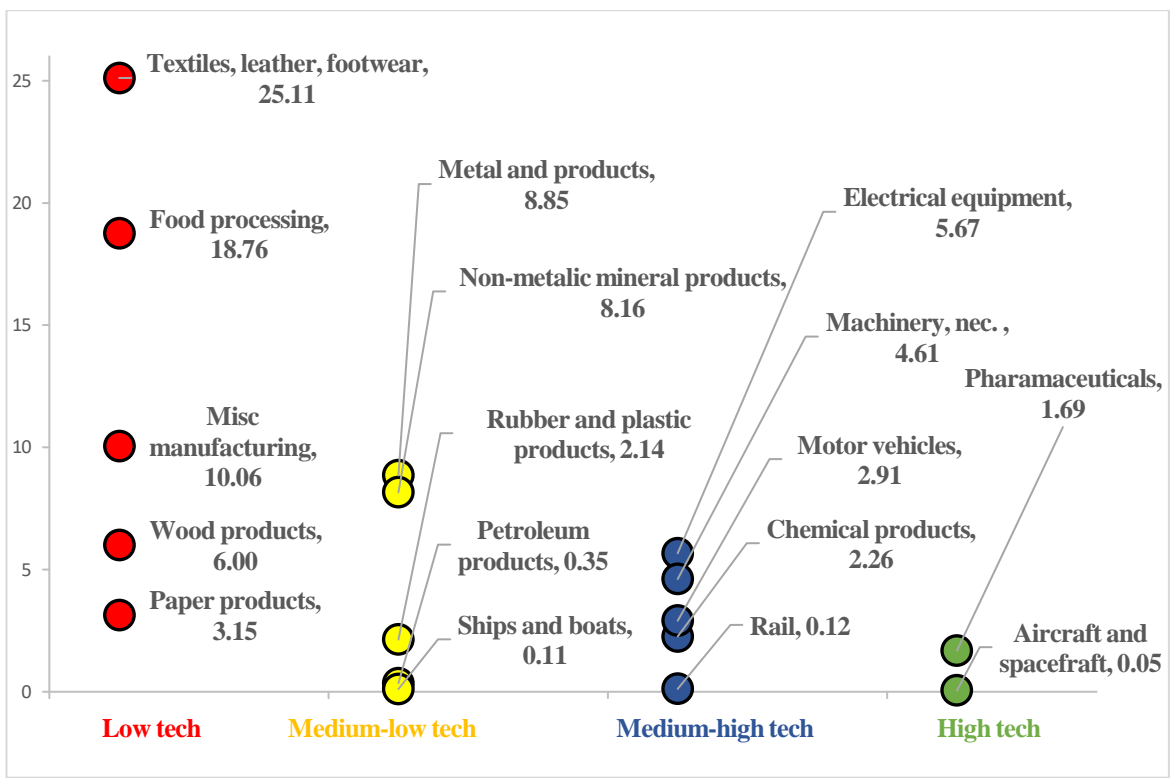 25
20
15
10
5
0
Textiles, leather, footwear,
25.11
Food processing,
18.76
Misc
manufacturing,
10.06
Wood products,
6.00
Paper products,
3.15
Metal and products,
8.85
Non-metalic mineral products,
8.16
Rubber and plastic
products, 2.14
Petroleum
products, 0.35
Ships and boats,
0.11
Electrical equipment,
5.67
Machinery, nec. ,
4.61
Motor vehicles,
2.91
Chemical products,
2.26
Rail, 0.12
Pharamaceuticals,
1.69
Aircraft and
spacefraft, 0.05
Low tech
Medium-low tech
Medium-high tech
High tech